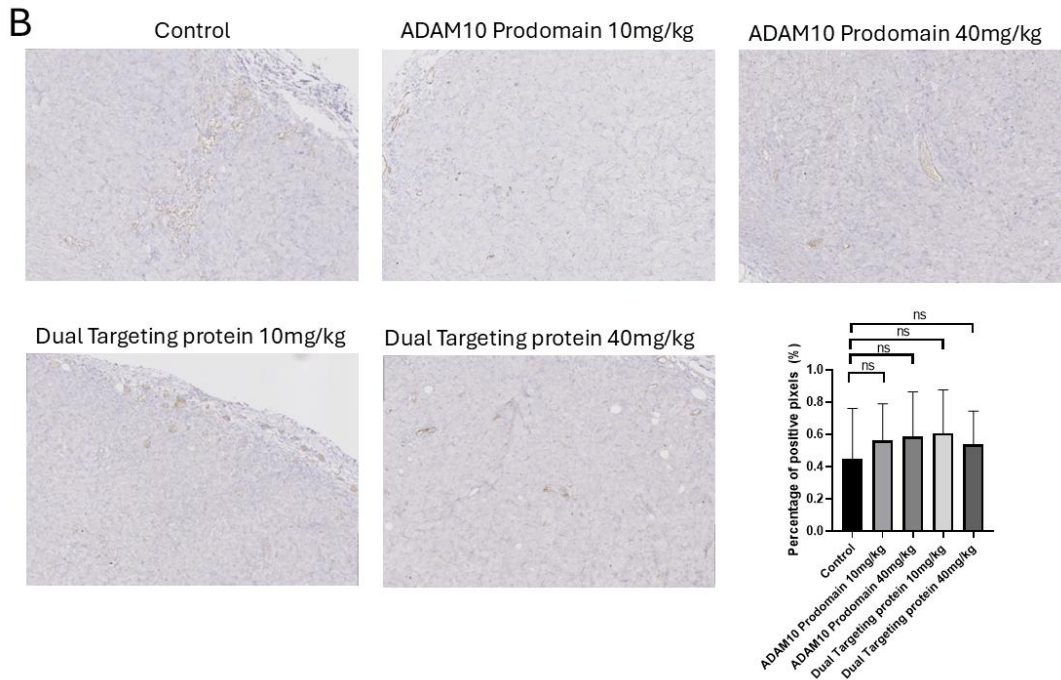 B
Control
ADAM10 Prodomain 10mg/kg
ADAM10 Prodomain 40mg/kg
Dual Targeting protein 10mg/kg
Dual Targeting protein 40mg/kg
ns
ns
ns
ns
Percentage of positive pixels (%)
1.0
0.8
0.6
0.4
0.2
0.0
Control
ADAM10 Prodomain 10mg/kg
ADAM10 Prodomain 40mg/kg
Dual Targeting protein 10mg/kg
Dual Targeting protein 40mg/kg